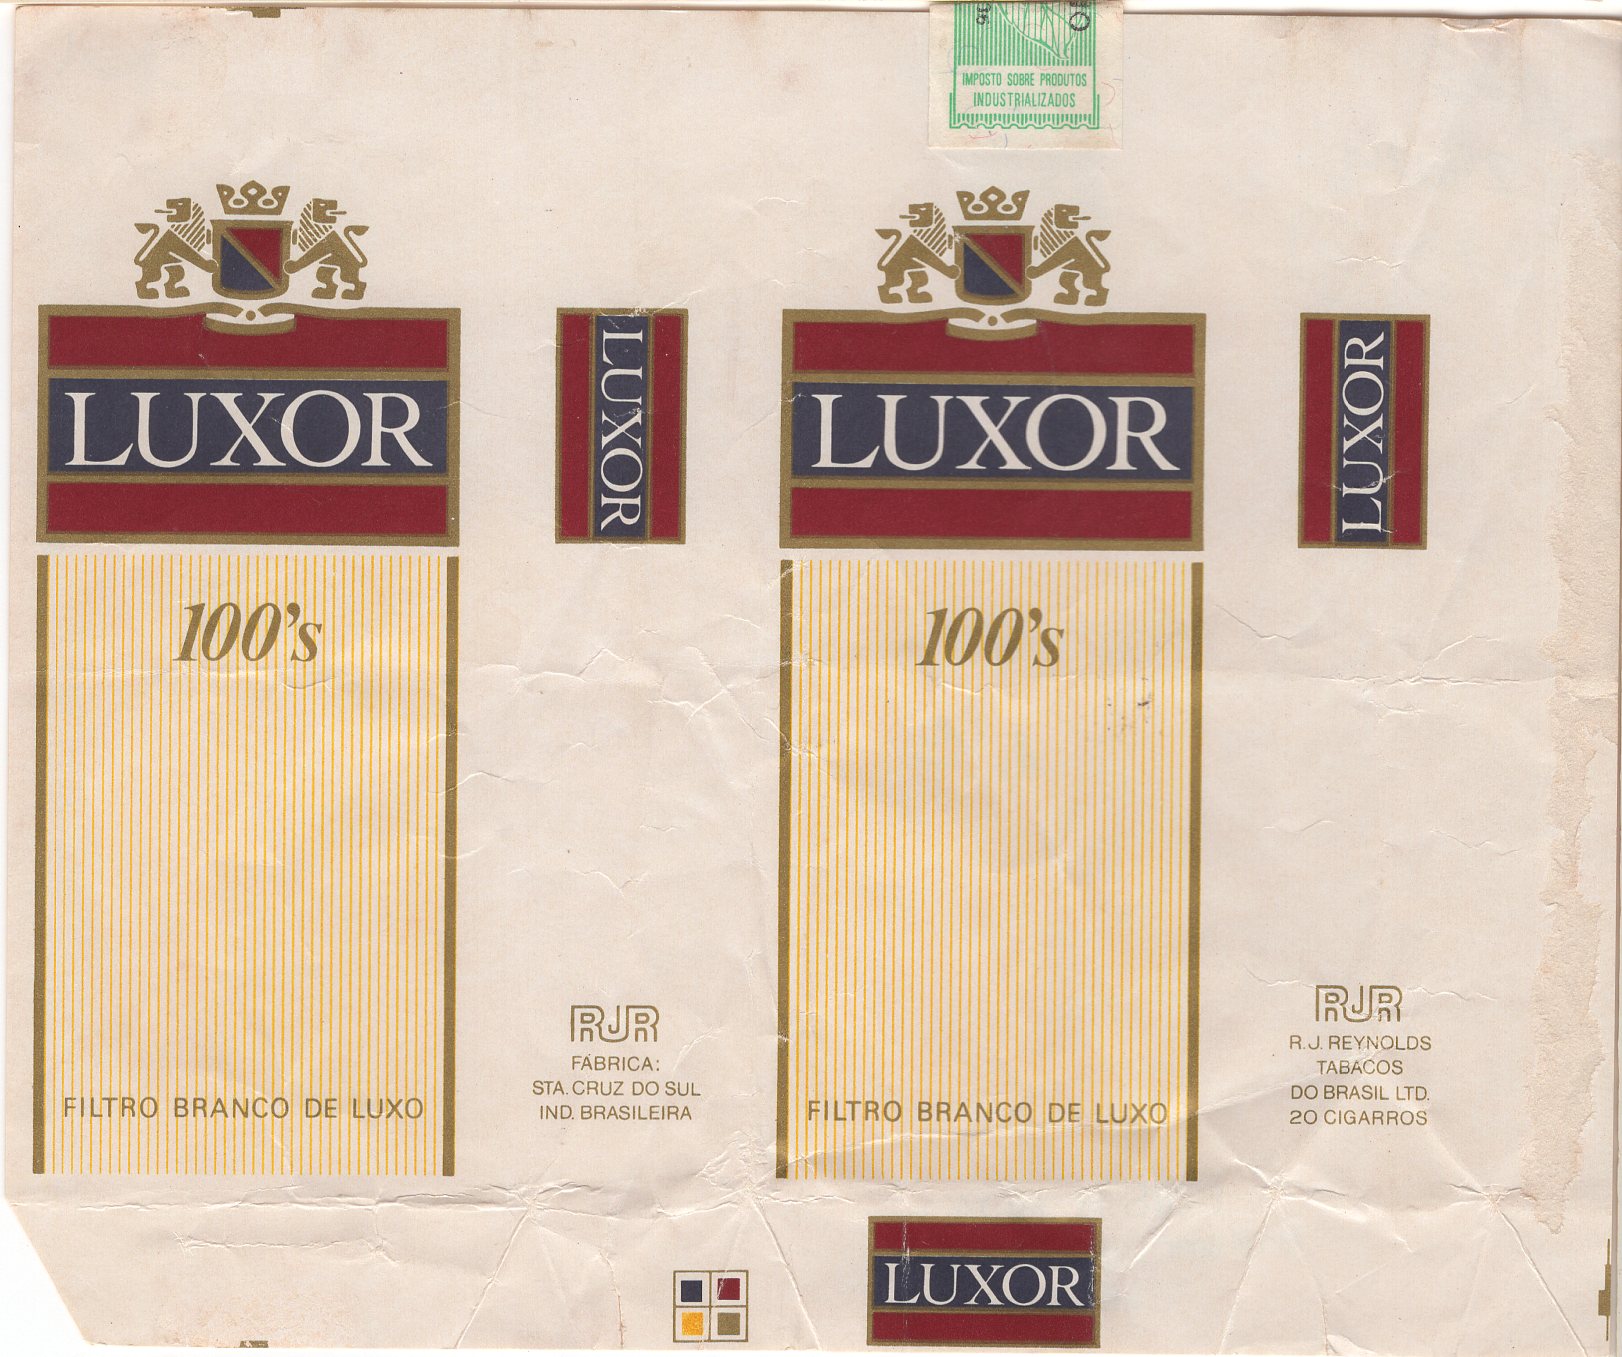 IMPOSTO SOBRE PRODUTOS
INDUSTRIALIZADOS
LUXOR
100's
FILTRO BRANCO DE LUXO
LUXOR
RJR
FÁBRICA:
STA. CRUZ DO SUL
IND. BRASILEIRA
LUXOR
100's
FILTRO BRANCO DE LUXO
LUXOR
RJR
R.J. REYNOLDS
TABACOS
DO BRASIL LTD.
20 CIGARROS
LUXOR